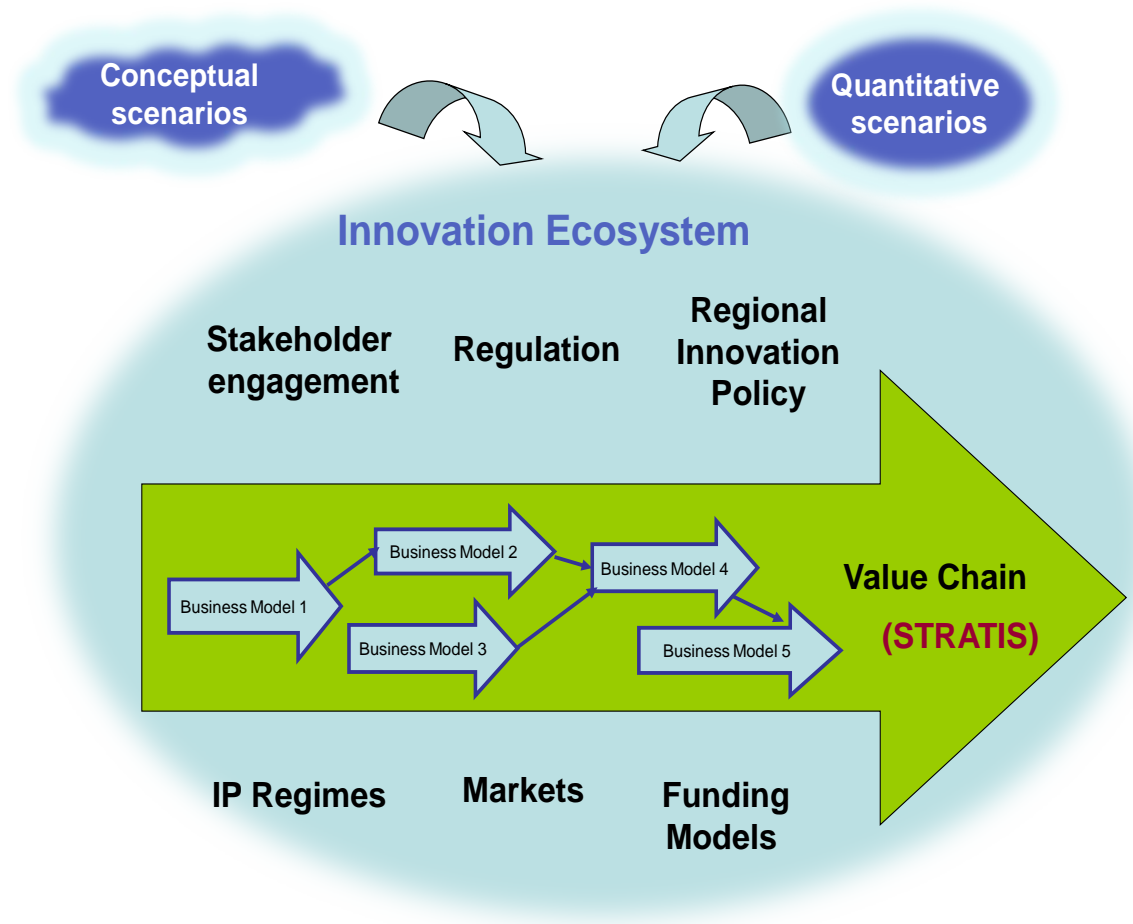 Conceptual
scenarios
Quantitative
scenarios
Innovation Ecosystem
Stakeholder
engagement
Regulation
Regional
Innovation
Policy
Business Model 1
Business Model 2
Business Model 3
Business Model 4
Business Model 5
Value Chain
(STRATIS)
IP Regimes
Markets
Funding
Models